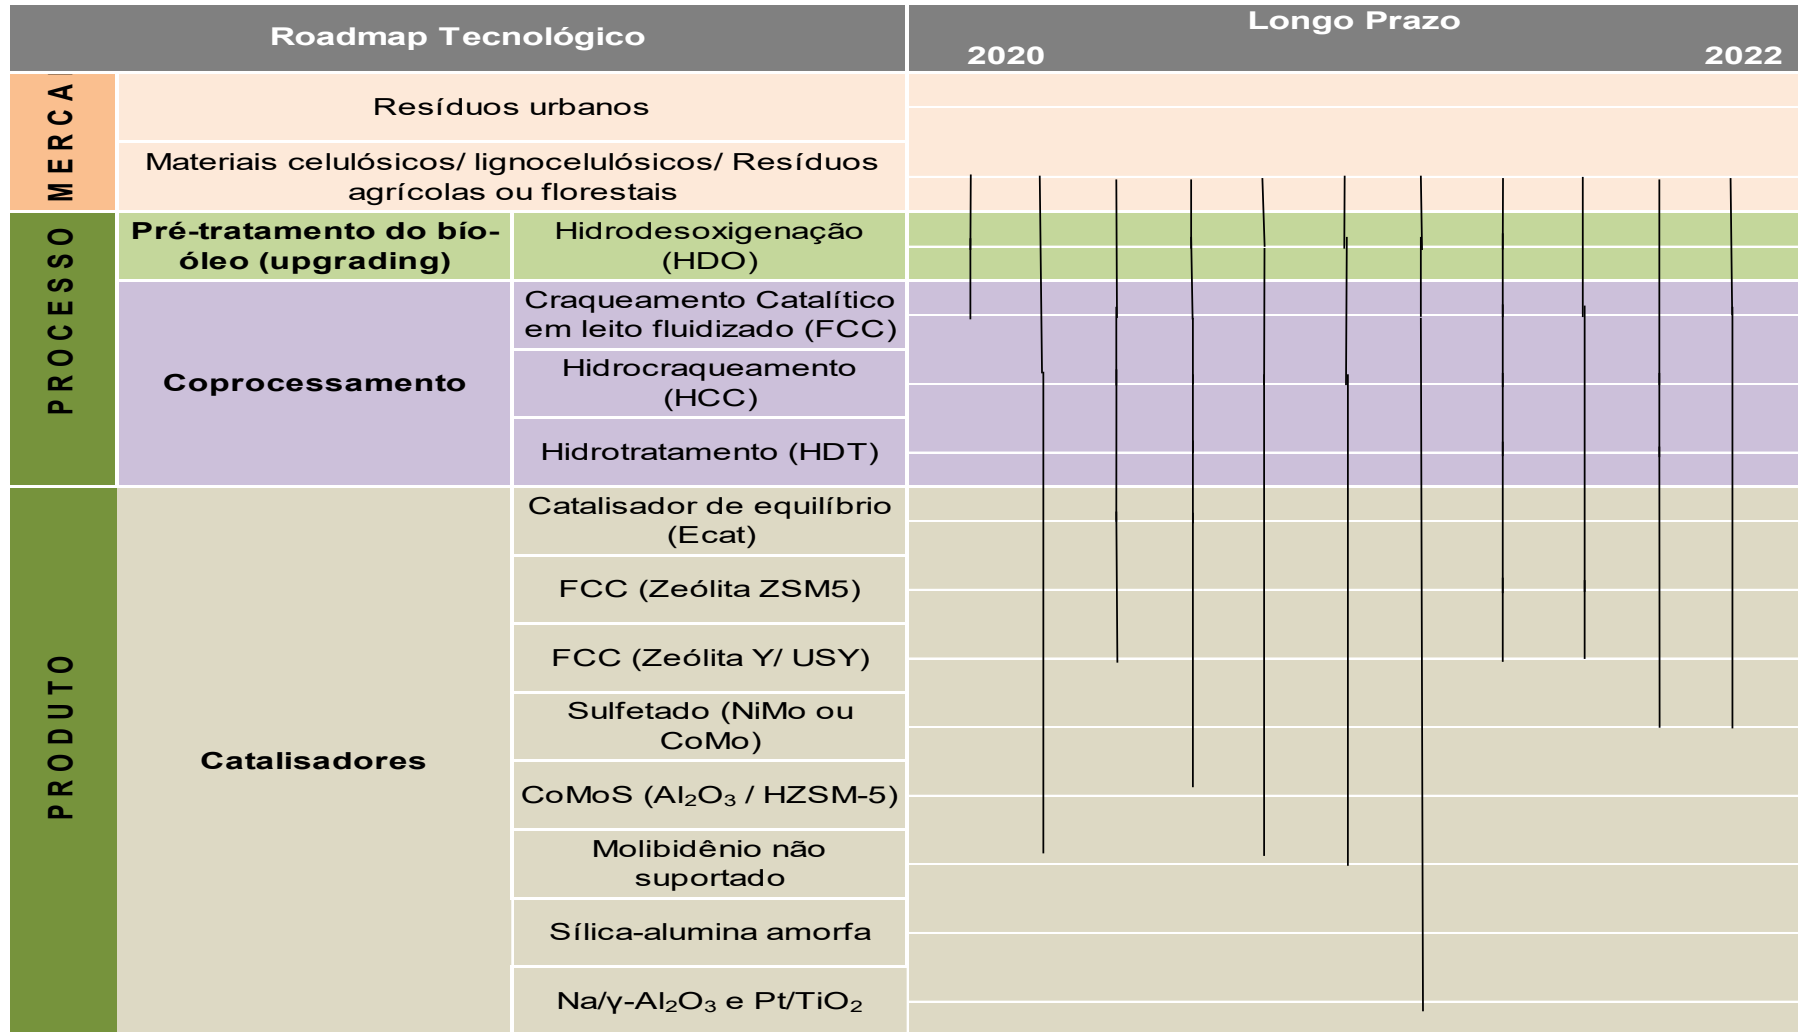 Roadmap Tecnológico
Longo Prazo
2020 2022
MERCA
Resíduos urbanos
Materiais celulósicos/ lignocelulósicos/ Resíduos
agrícolas ou florestais
PROCESSO
Pré-tratamento do bío-
óleo (upgrading)
Hidrodesoxigenação
(HDO)
Coprocessamento
Craqueamento Catalítico
em leito fluidizado (FCC)
Hidrocraqueamento
(HCC)
Hidrotratamento (HDT)
PRODUTO
Catalisadores
Catalisador de equilíbrio
(Ecat)
FCC (Zeólita ZSM5)
FCC (Zeólita Y/ USY)
Sulfetado (NiMo ou
CoMo)
CoMoS (Al₂O₃ / HZSM-5)
Molibidênio não
suportado
Sílica-alumina amorfa
Na/γ-Al₂O₃ e Pt/TiO₂